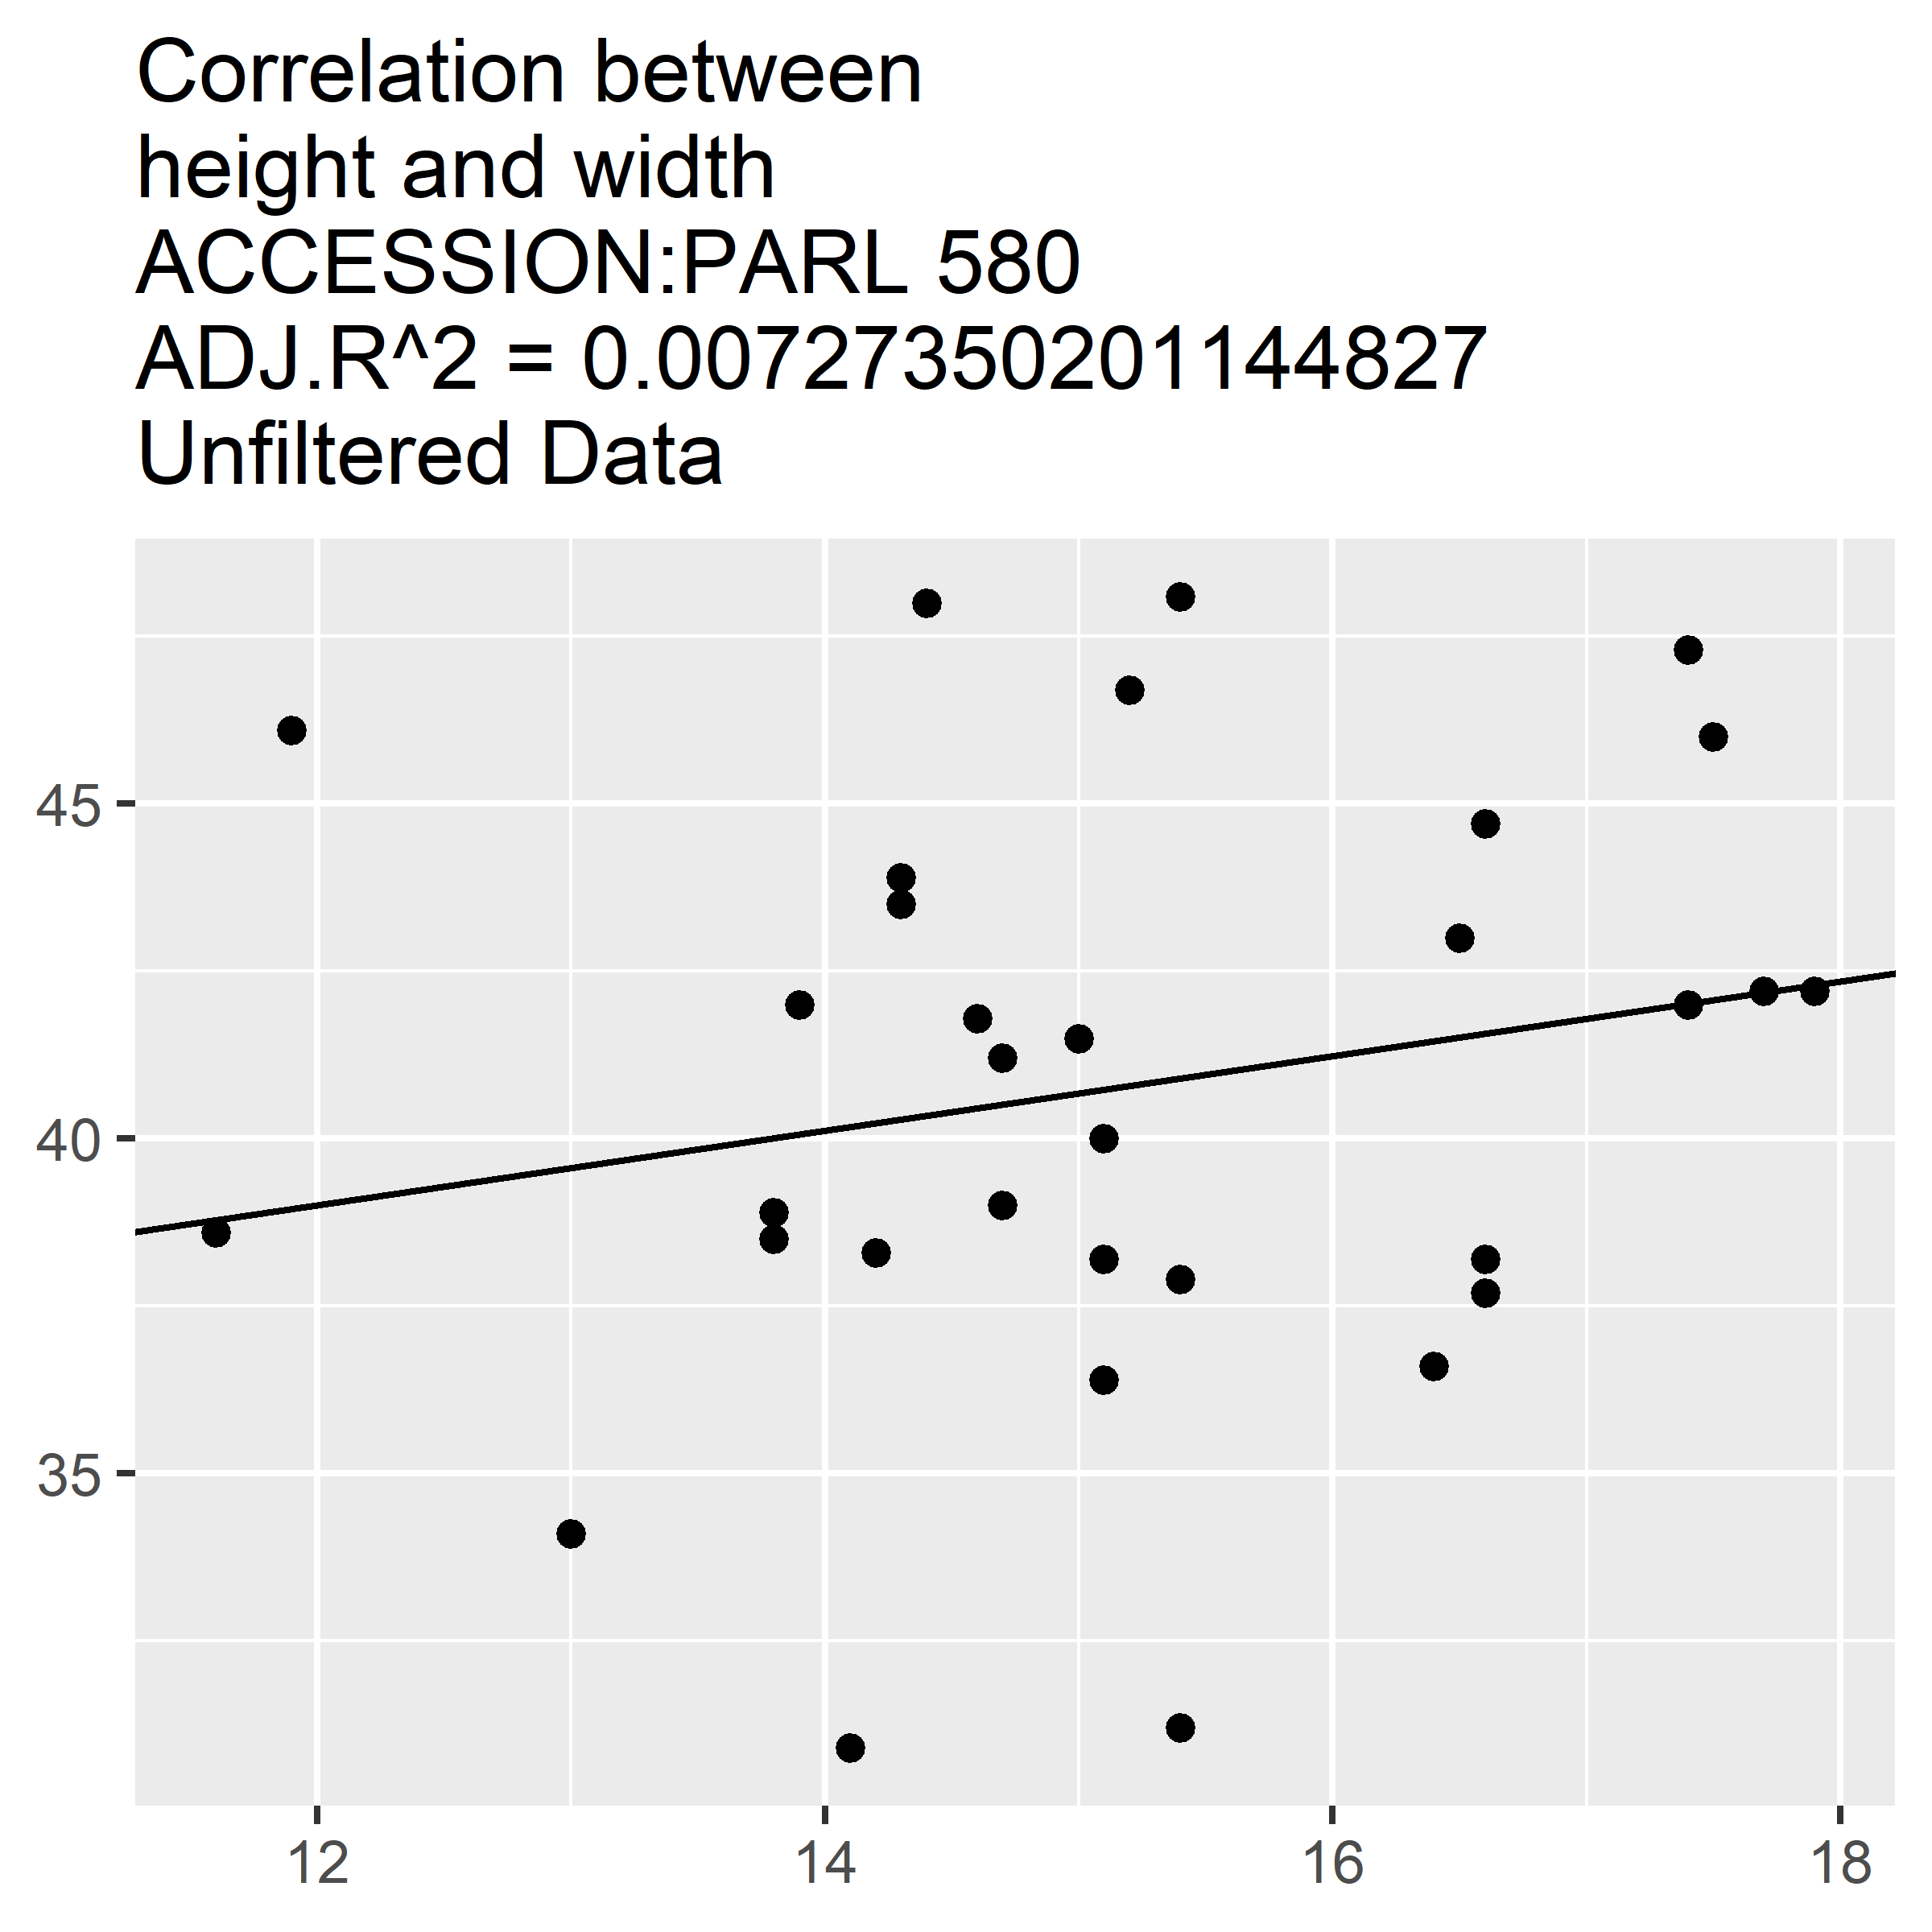 Correlation between
height and width
ACCESSION:PARL 580
ADJ.R^2 = 0.00727350201144827
Unfiltered Data
45
40
35
12 14 16 18